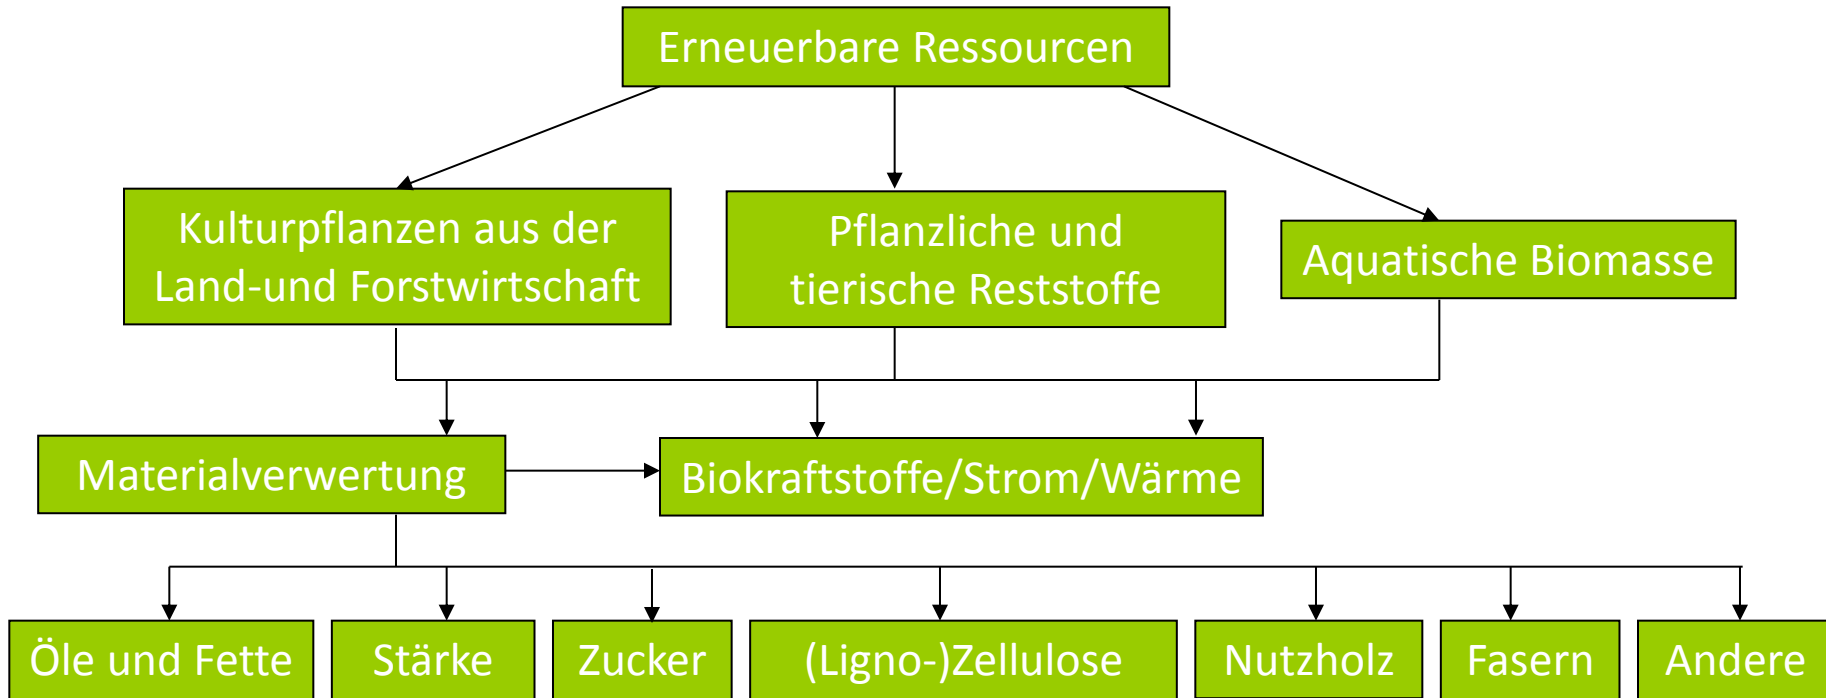 Erneuerbare Ressourcen
Kulturpflanzen aus der
Land-und Forstwirtschaft
Pflanzliche und
tierische Reststoffe
Aquatische Biomasse
Materialverwertung
Biokraftstoffe/Strom/Wärme
Öle und Fette
Stärke
Zucker
(Ligno-)Zellulose
Nutzholz
Fasern
Andere